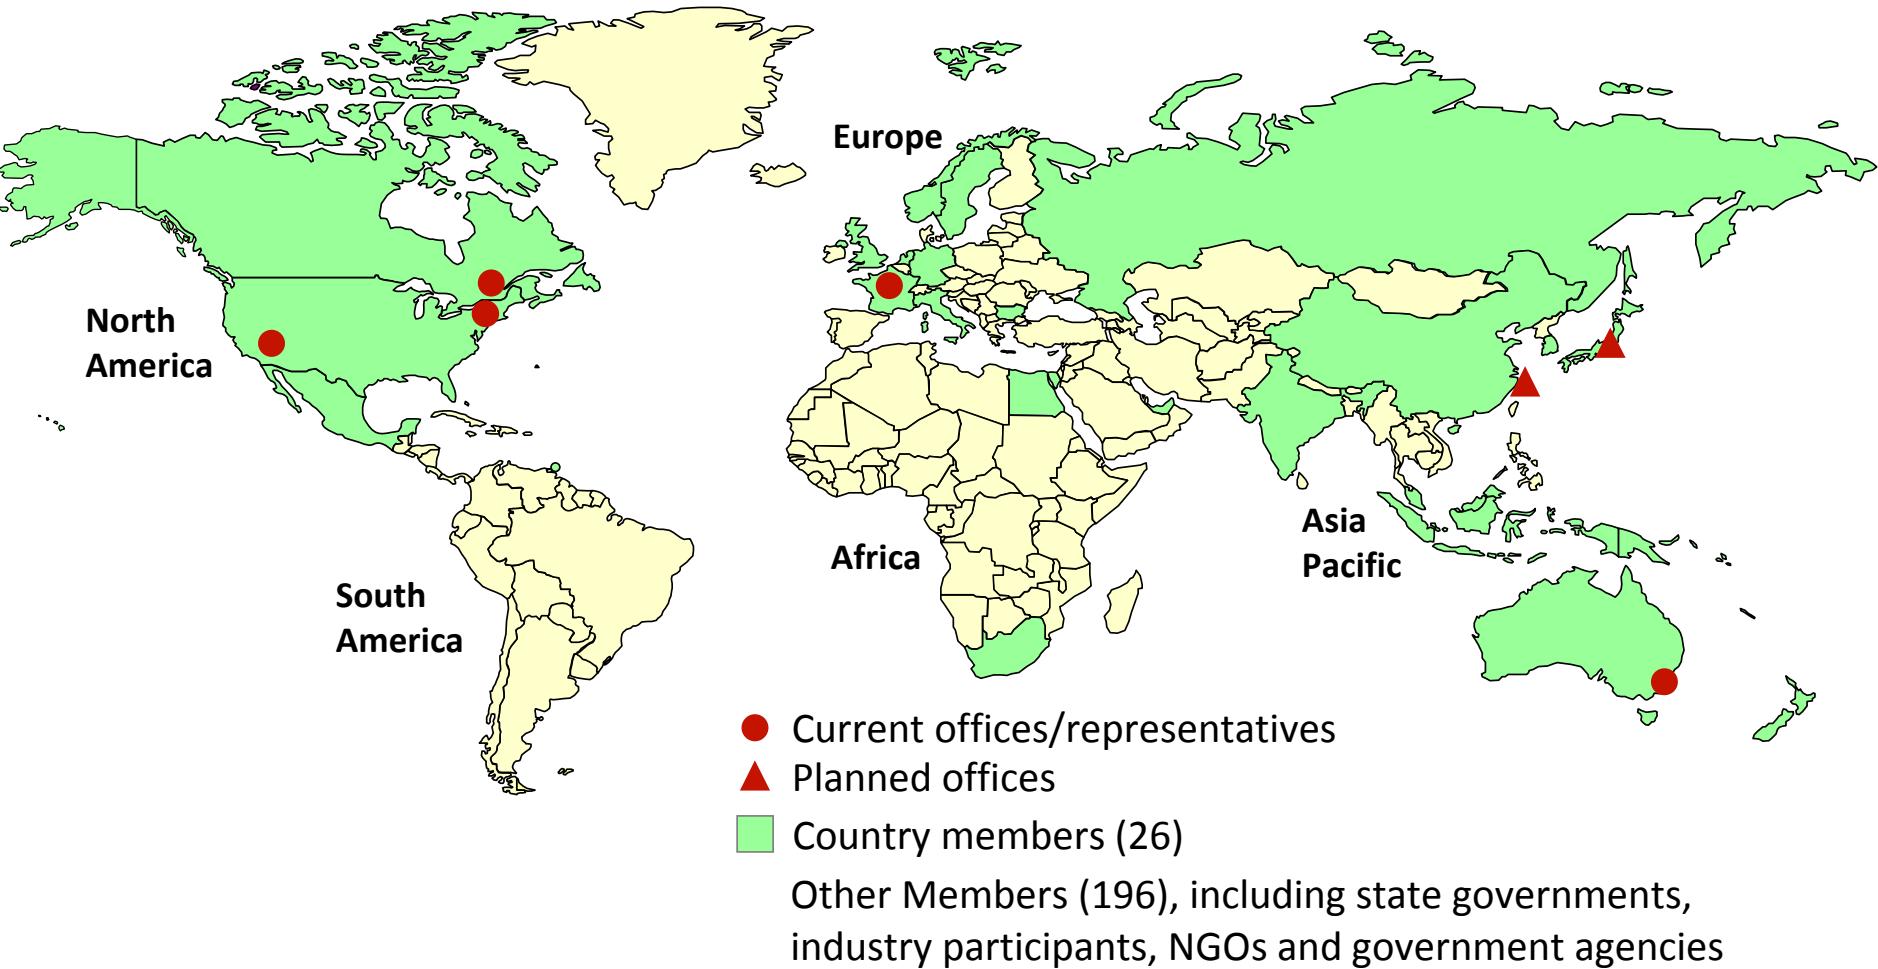 Europe
North
America
Africa
Asia
Pacific
South
America
Current offices/representatives
Planned offices
Country members (26)
Other Members (196), including state governments,
industry participants, NGOs and government agencies